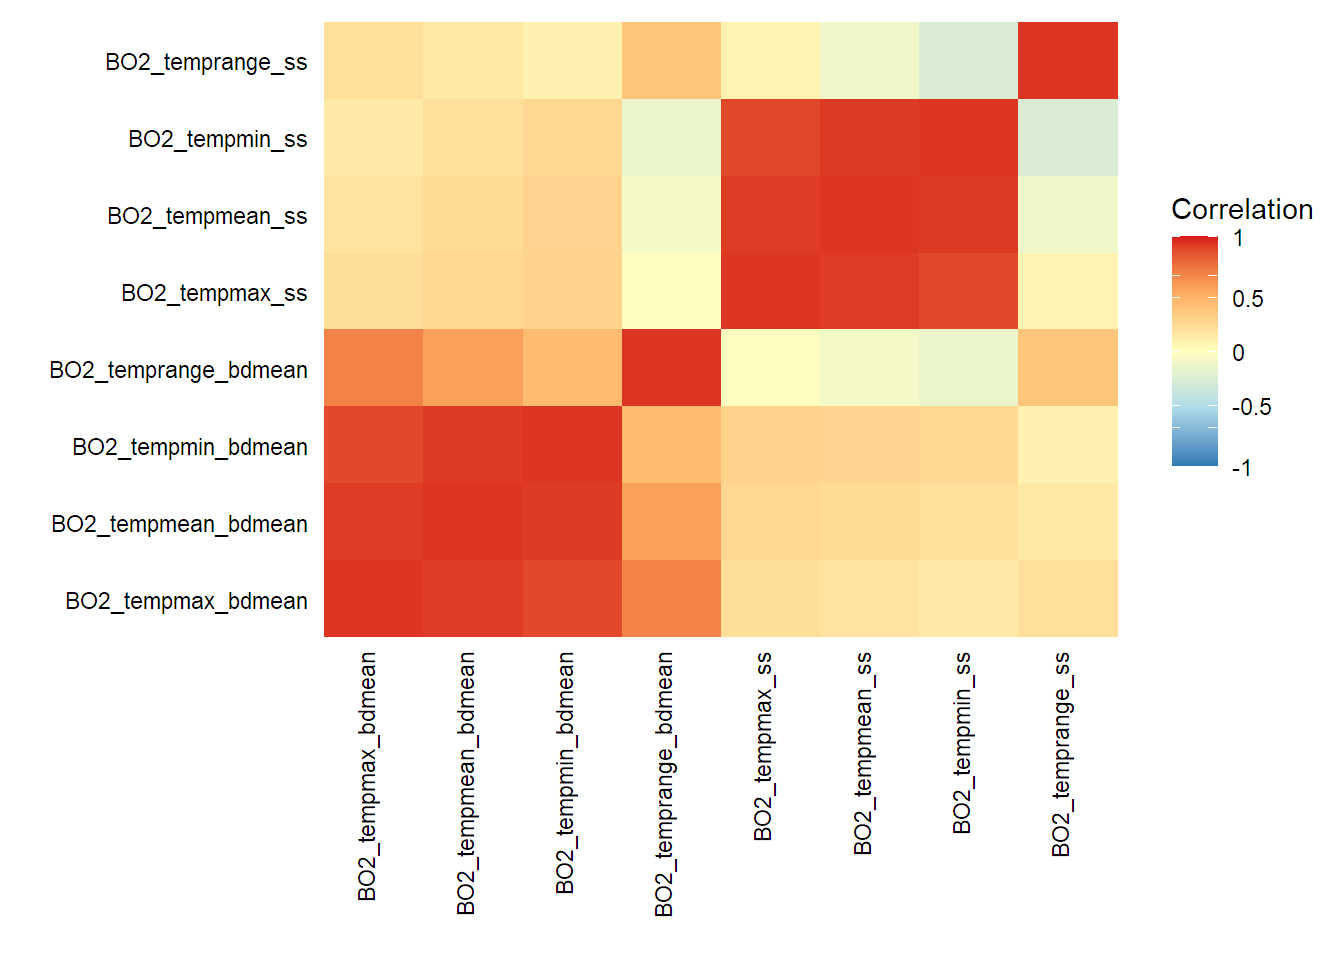 BO2_temprange_ss
BO2_tempmin_ss
BO2_tempmean_ss
BO2_tempmax_ss
BO2_temprange_bdmean
BO2_tempmin_bdmean
BO2_tempmean_bdmean
BO2_tempmax_bdmean
BO2_tempmax_bdmean
BO2_tempmean_bdmean
BO2_tempmin_bdmean
BO2_temprange_bdmean
BO2_tempmax_ss
BO2_tempmean_ss
BO2_tempmin_ss
BO2_temprange_ss
Correlation
1
0.5
0
-0.5
-1